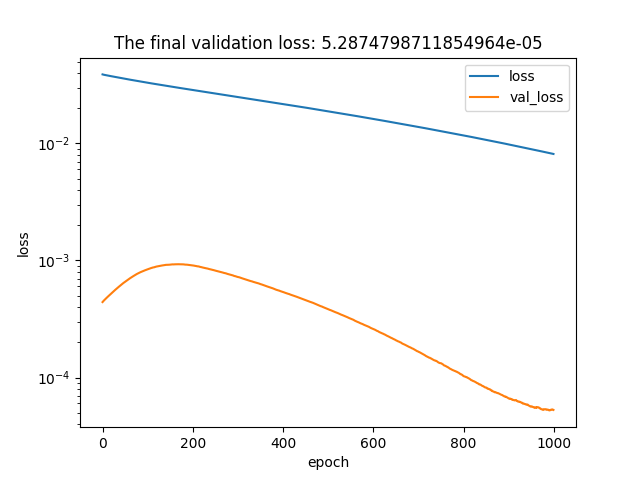 The final validation loss: 5.2874798711854964e-05
loss
val_loss
10⁻²
10⁻³
10⁻⁴
loss
0
200
400
600
800
1000
epoch